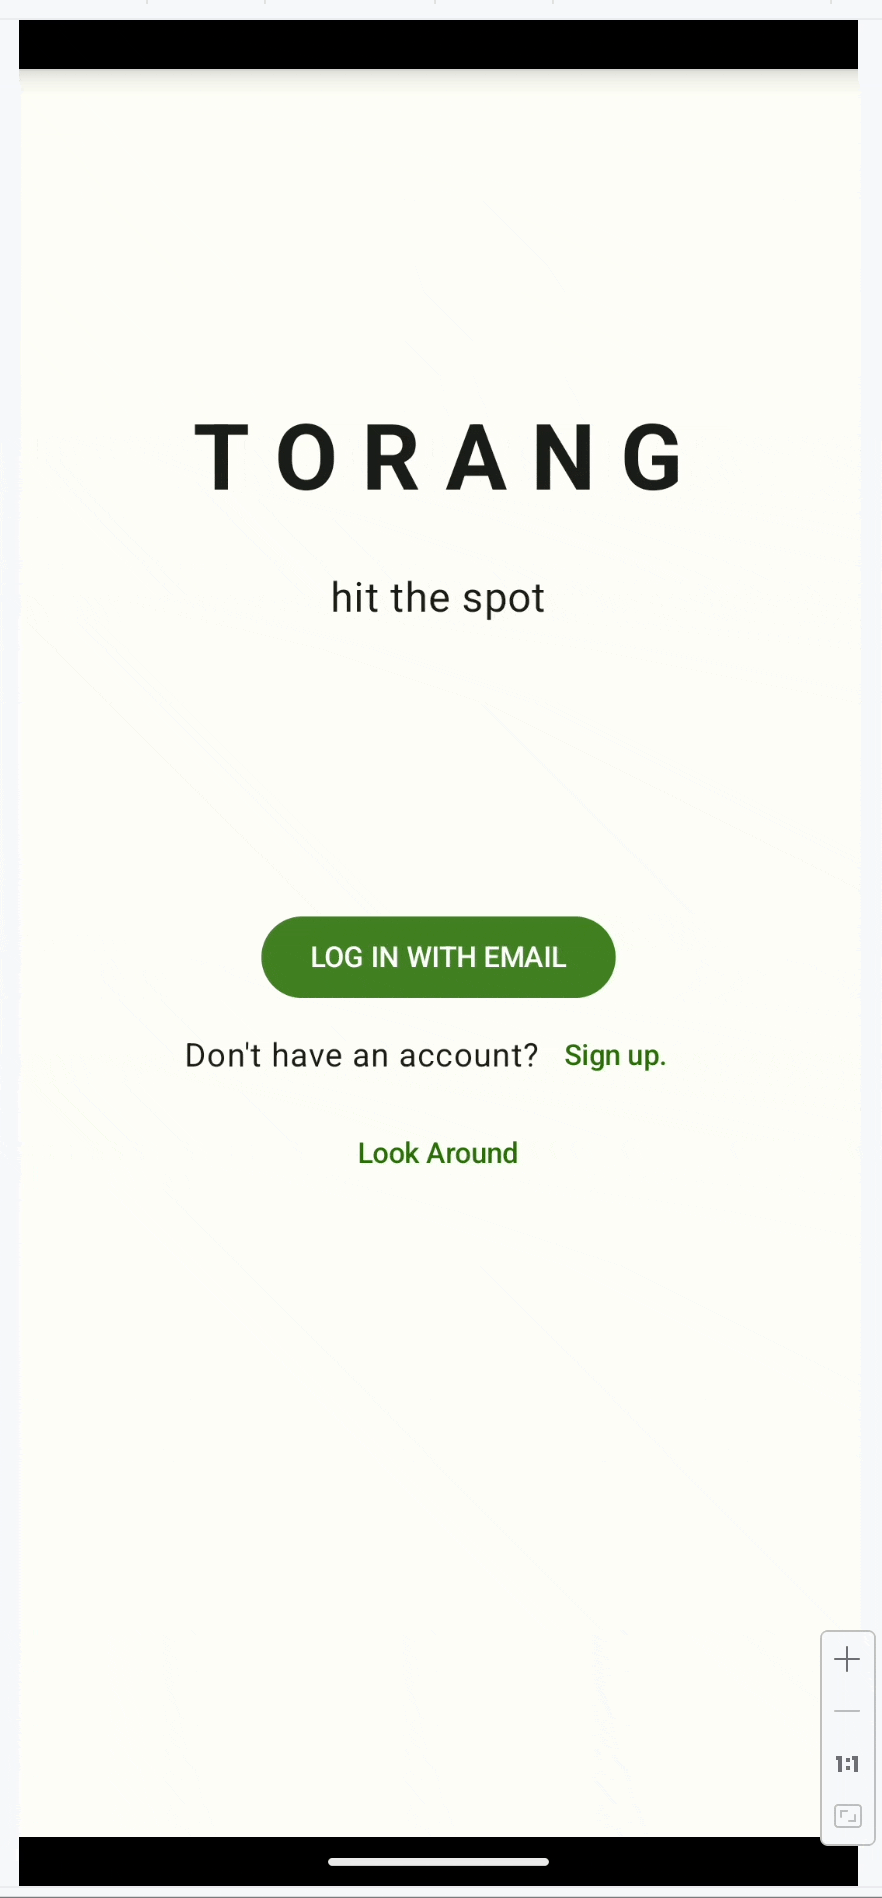 TORANG
hit the spot
LOG IN WITH EMAIL
Don't have an account? Sign up.
Look Around
1:1